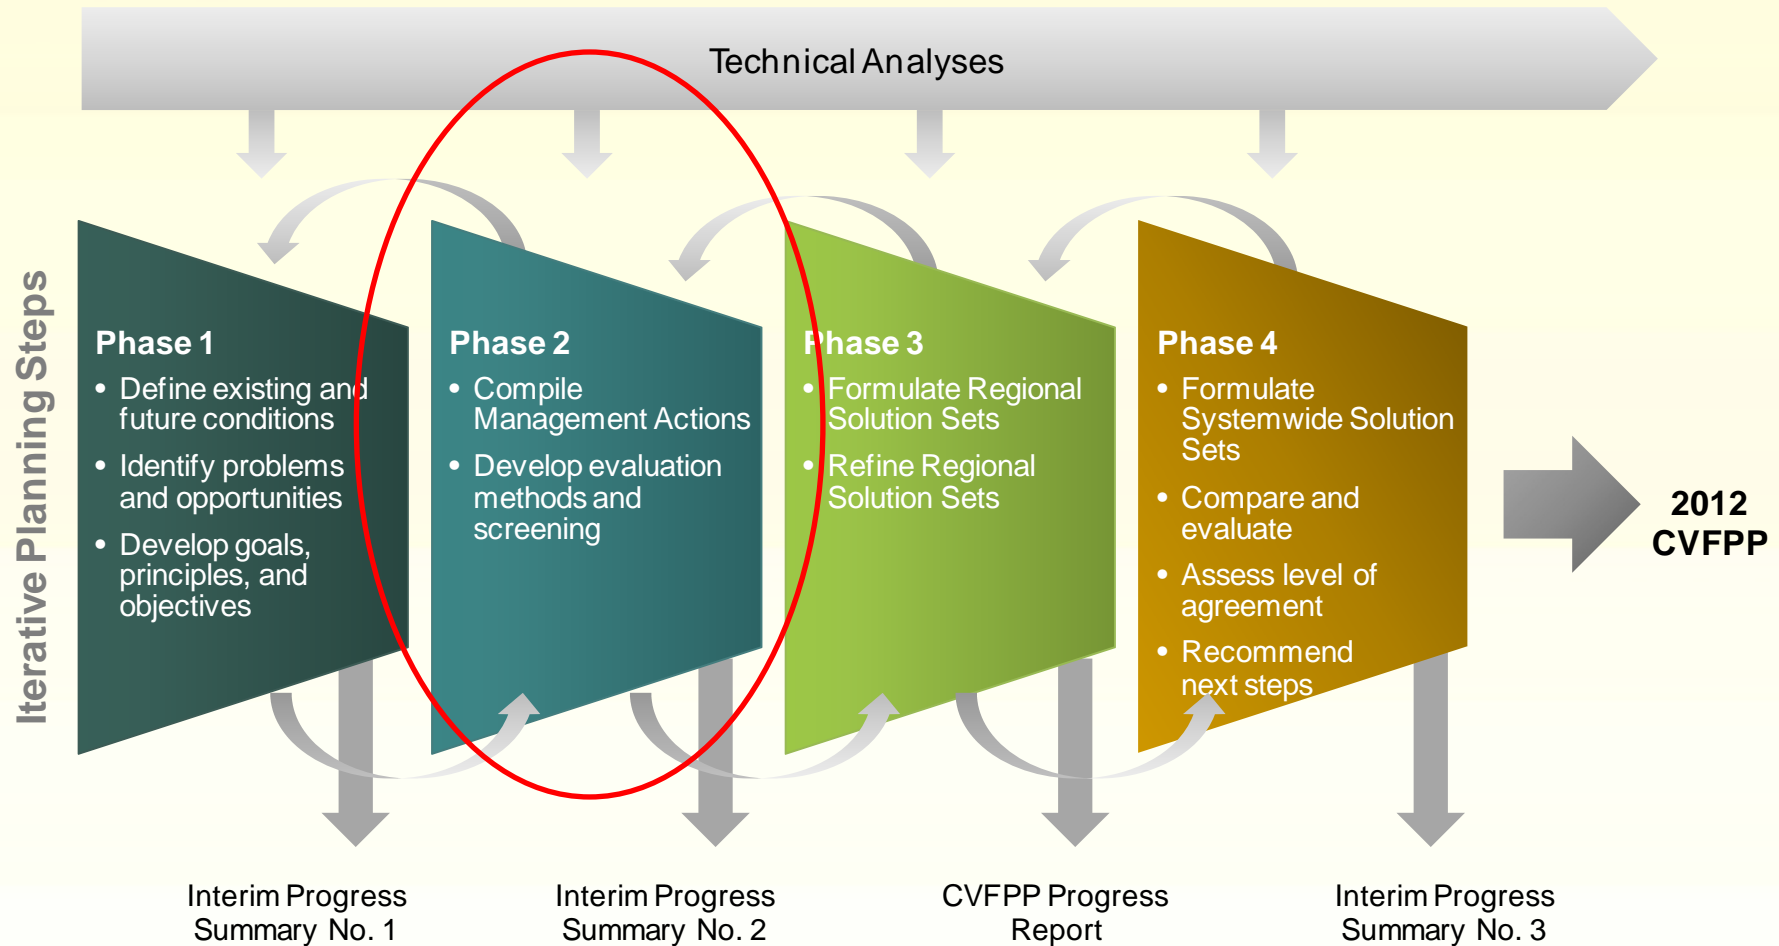 Technical Analyses
Iterative Planning Steps
Phase 1
• Define existing and
future conditions
• Identify problems
and opportunities
• Develop goals,
principles, and
objectives
Phase 2
• Compile
Management Actions
• Develop evaluation
methods and
screening
Phase 3
• Formulate Regional
Solution Sets
• Refine Regional
Solution Sets
Phase 4
• Formulate
Systemwide Solution
Sets
• Compare and
evaluate
• Assess level of
agreement
• Recommend
next steps
2012
CVFPP
Interim Progress
Summary No. 1
Interim Progress
Summary No. 2
CVFPP Progress
Report
Interim Progress
Summary No. 3